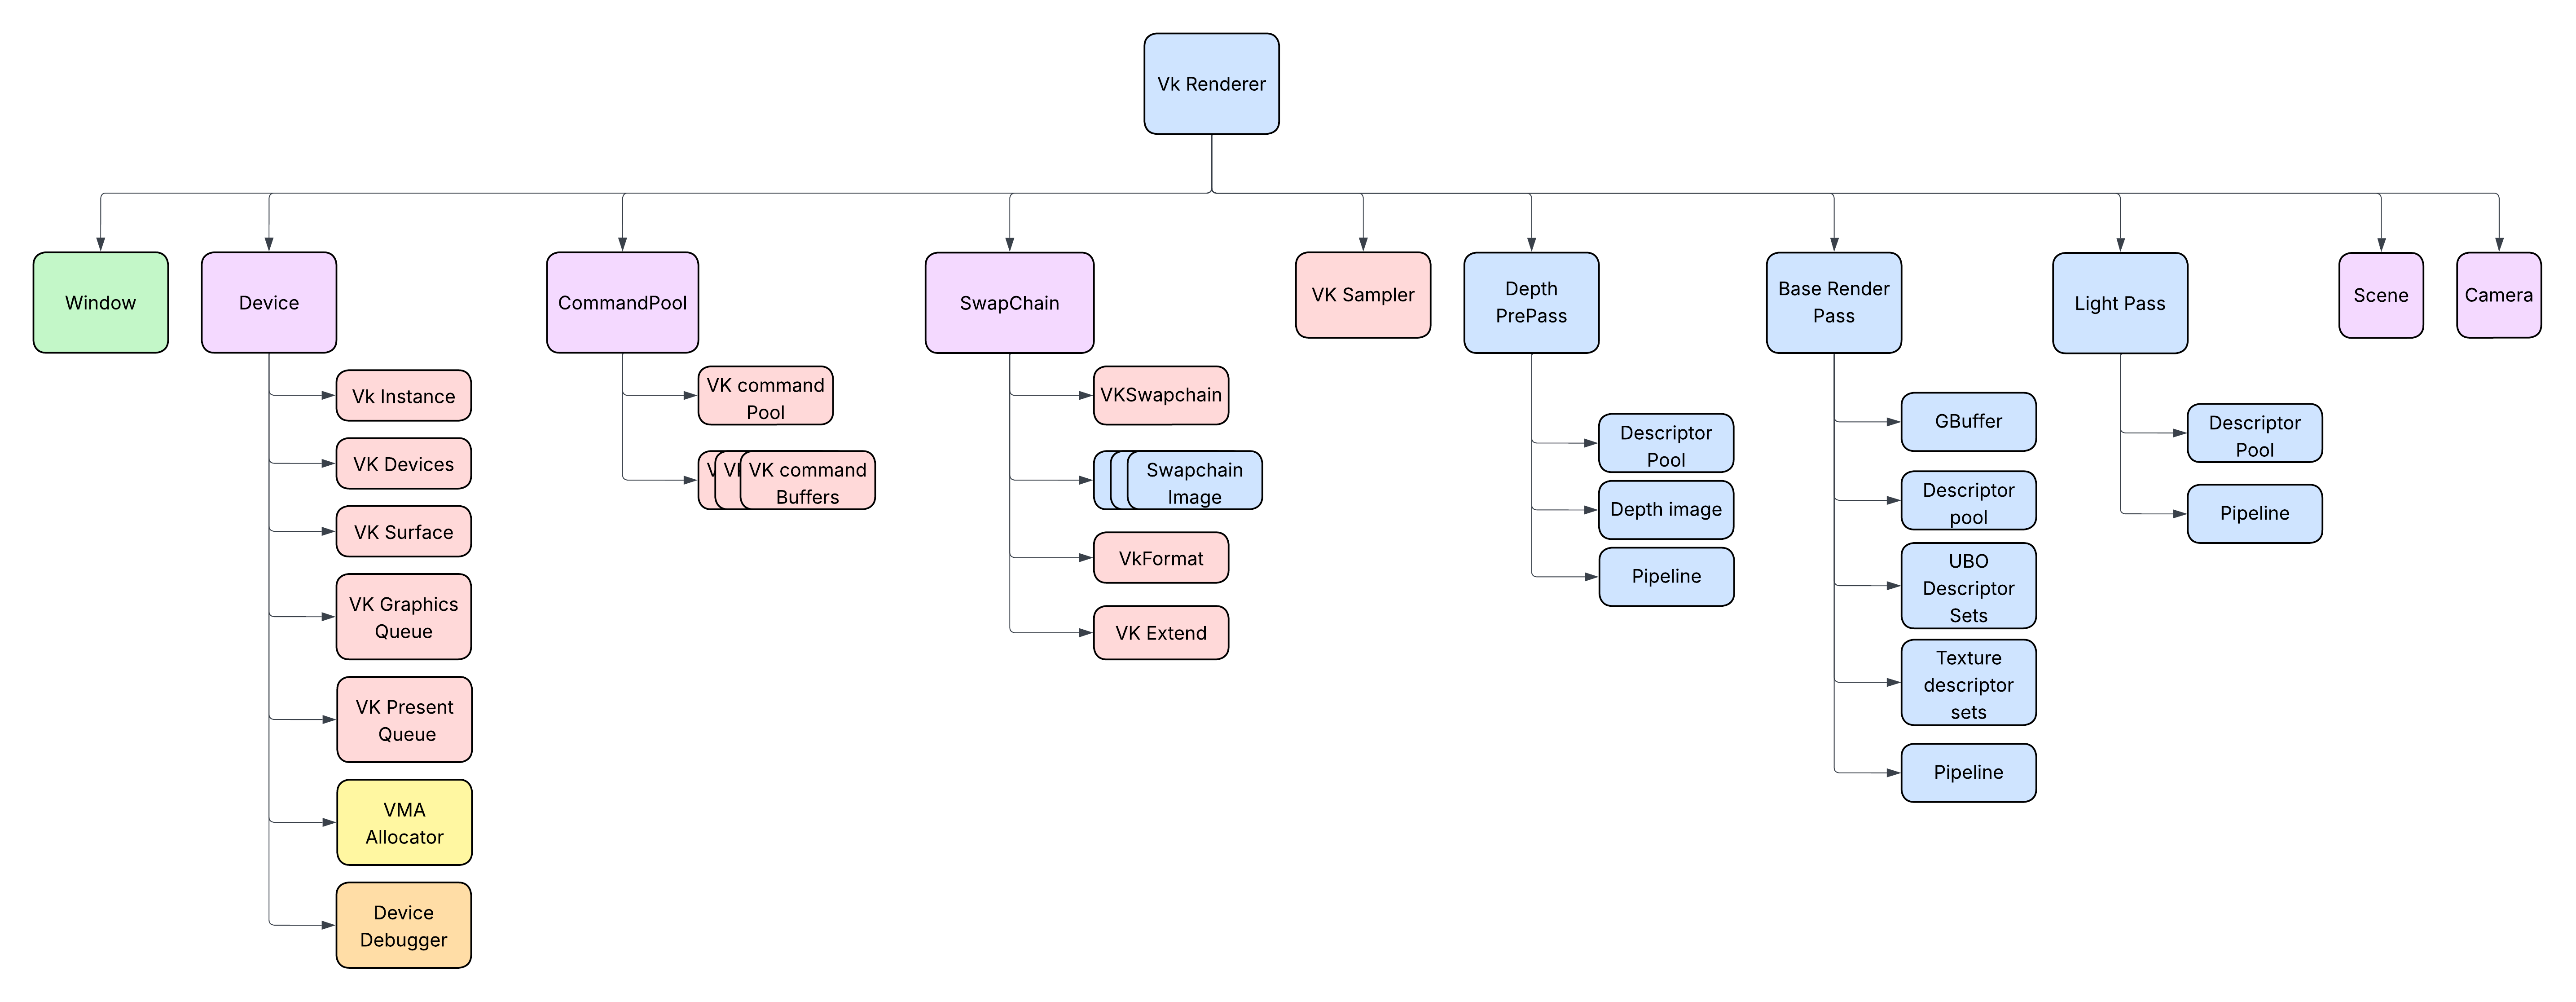 Vk Renderer
Window
Device
CommandPool
SwapChain
VK Sampler
Depth
PrePass
Base Render
Pass
Light Pass
Scene
Camera
Vk Instance
VK Devices
VK Surface
VK Graphics
Queue
VK Present
Queue
VMA
Allocator
Device
Debugger
VK command
Pool
V
VI
VK command
Buffers
VKSwapchain
Swapchain
Image
VkFormat
VK Extend
Descriptor
Pool
Depth image
Pipeline
GBuffer
Descriptor
pool
UBO
Descriptor
Sets
Texture
descriptor
sets
Pipeline
Descriptor
Pool
Pipeline